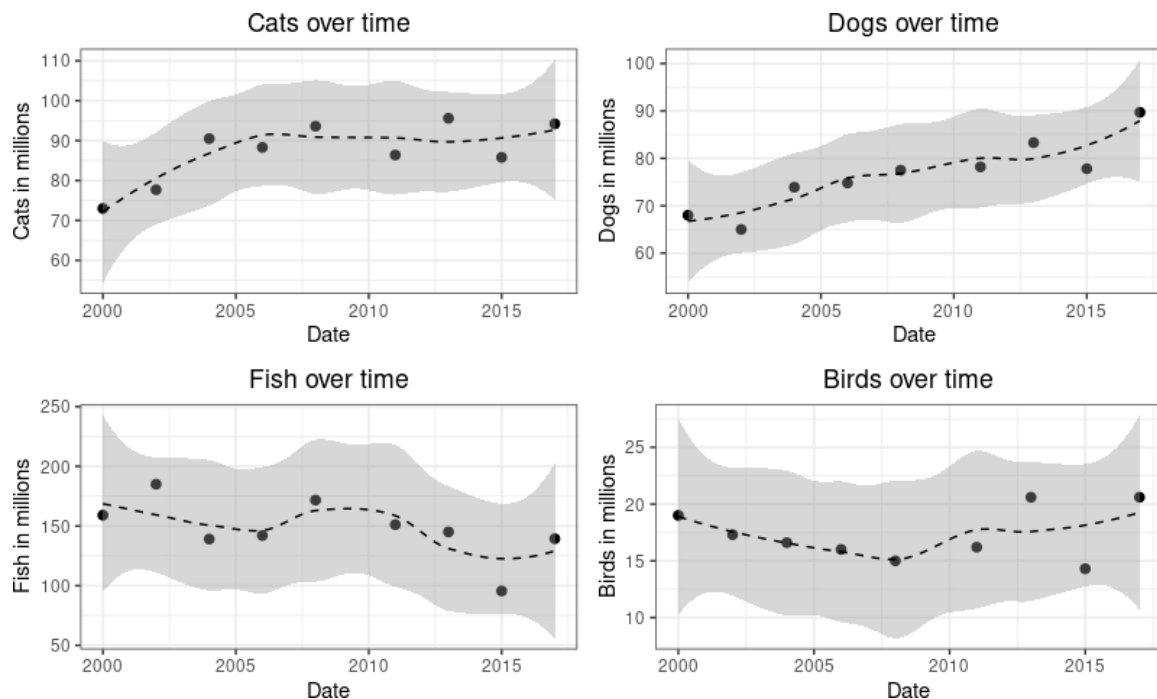 Cats over time
110
100
90
80
70
60
Cats in millions
2000 2005 2010 2015
Date
Dogs over time
100
90
80
70
60
Dogs in millions
2000 2005 2010 2015
Date
Fish over time
250
200
150
100
50
Fish in millions
2000 2005 2010 2015
Date
Birds over time
25
20
15
10
Birds in millions
2000 2005 2010 2015
Date